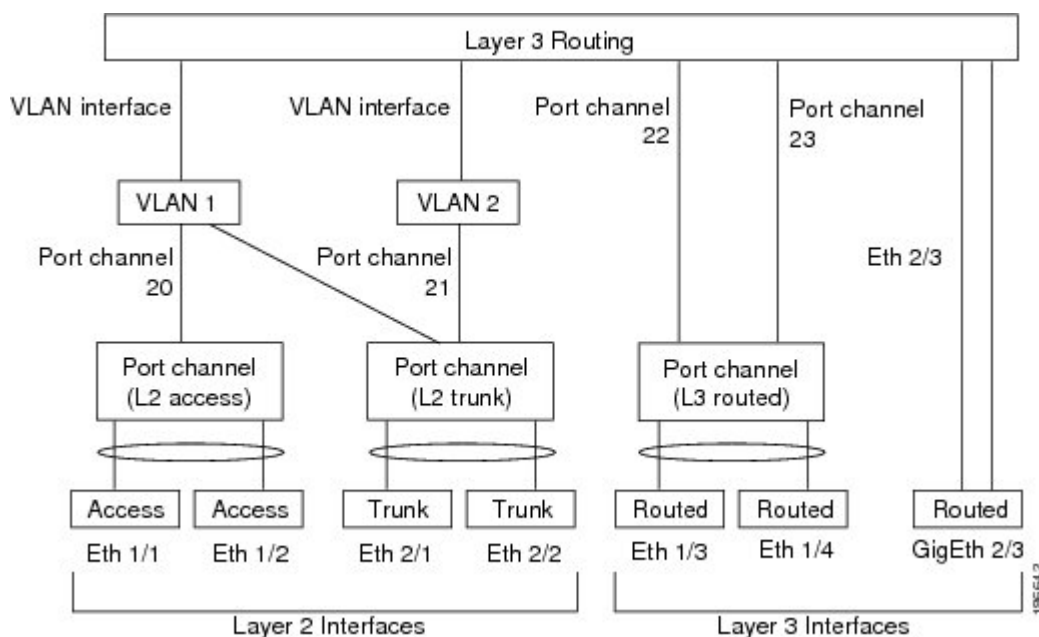 Layer 3 Routing
VLAN interface
VLAN interface
Port channel
22
Port channel
23
VLAN 1
VLAN 2
Port channel
20
Port channel
21
Eth 2/3
Port channel
(L2 access)
Port channel
(L2 trunk)
Port channel
(L3 routed)
Access
Access
Trunk
Trunk
Routed
Routed
Routed
Eth 1/1
Eth 1/2
Eth 2/1
Eth 2/2
Eth 1/3
Eth 1/4
GigEth 2/3
Layer 2 Interfaces
Layer 3 Interfaces